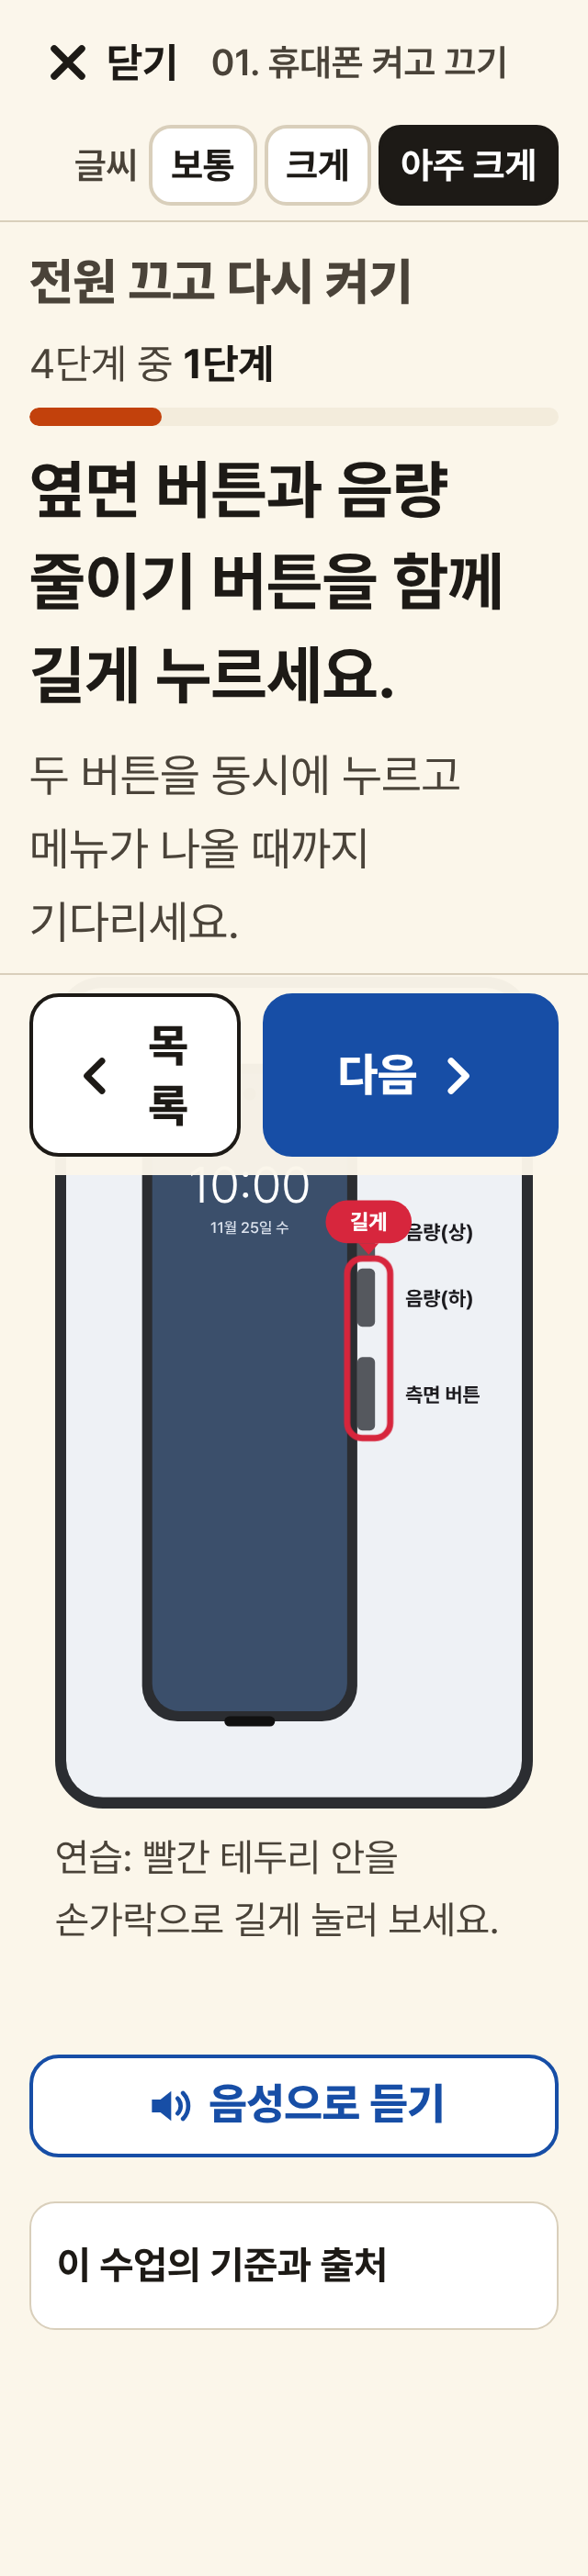 닫기 01. 휴대폰 켜고 끄기
글씨 보통 크게 아주 크게
전원 끄고 다시 켜기
4단계 중 1단계
옆면 버튼과 음량
줄이기 버튼을 함께
길게 누르세요.
두 버튼을 동시에 누르고
메뉴가 나올 때까지
기다리세요.
목
록
다음
10:00
11월 25일 수
길게
음량(상)
음량(하)
측면 버튼
연습: 빨간 테두리 안을
손가락으로 길게 눌러 보세요.
음성으로 듣기
이 수업의 기준과 출처